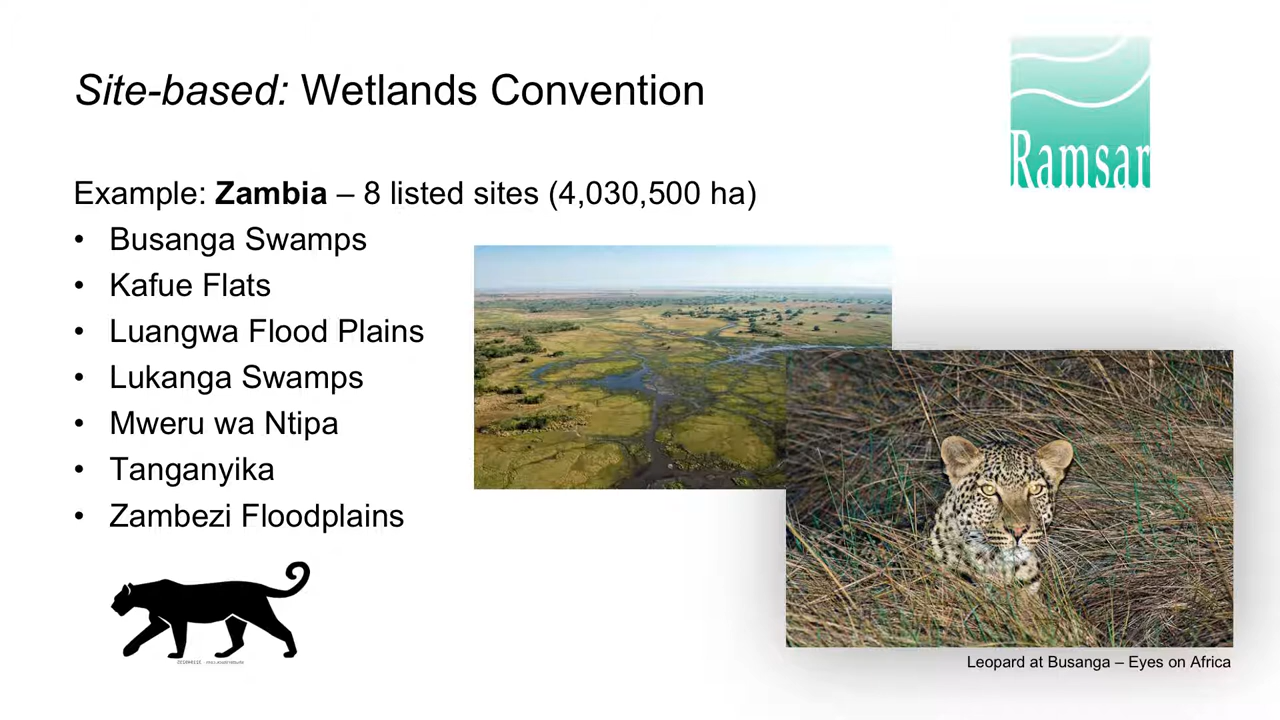 Site-based: Wetlands Convention
Ramsar
Example: Zambia – 8 listed sites (4,030,500 ha)
• Busanga Swamps
• Kafue Flats
• Luangwa Flood Plains
• Lukanga Swamps
• Mweru wa Ntipa
• Tanganyika
• Zambezi Floodplains
Leopard at Busanga – Eyes on Africa